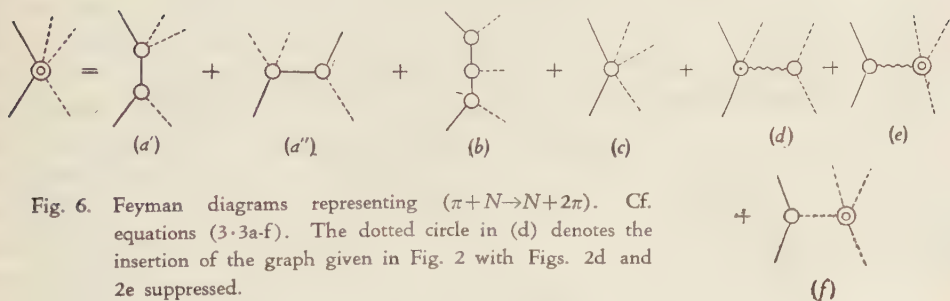 = + + + + +
(a′) (a″) (b) (c) (d) (e)
Fig. 6. Feyman diagrams representing (π+N→N+2π). Cf.
equations (3·3a-f). The dotted circle in (d) denotes the
insertion of the graph given in Fig. 2 with Figs. 2d and
2e suppressed.
+
(f)